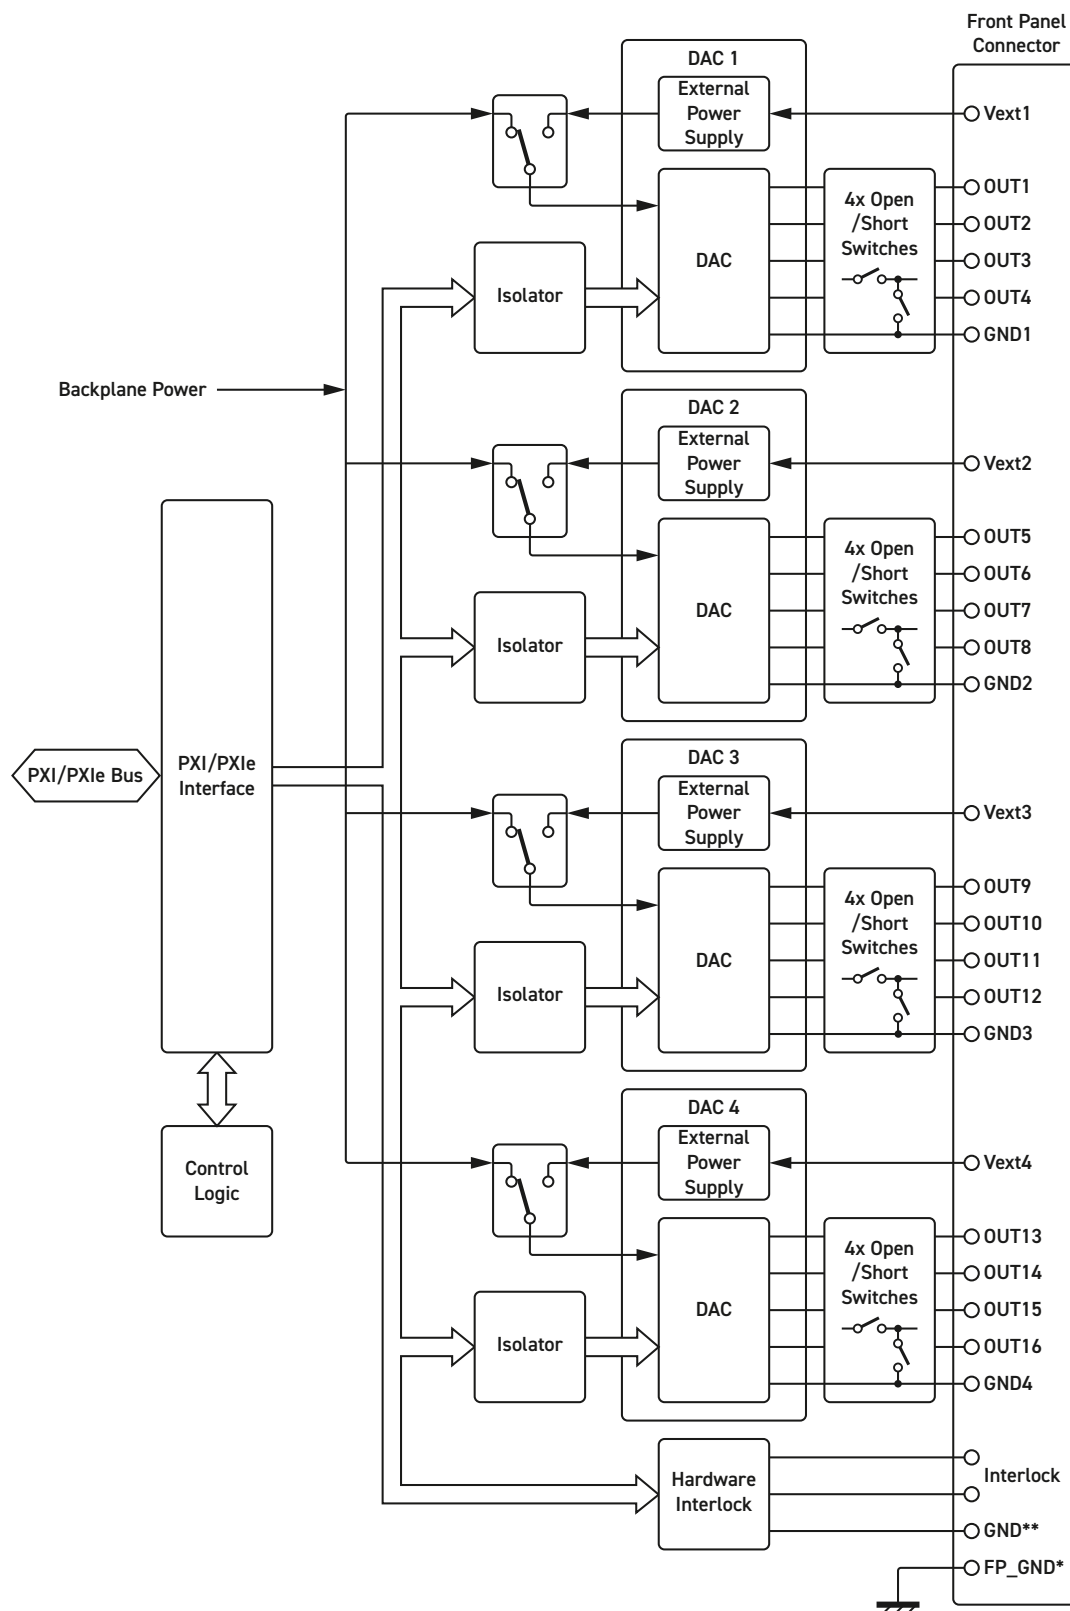 Front Panel
Connector
DAC 1
External
Power
Supply
Vext1
DAC
4x Open
/Short
Switches
OUT1
OUT2
OUT3
OUT4
GND1
Isolator
Backplane Power
DAC 2
External
Power
Supply
Vext2
DAC
4x Open
/Short
Switches
OUT5
OUT6
OUT7
OUT8
GND2
Isolator
PXI/PXIe Bus
PXI/PXIe
Interface
DAC 3
External
Power
Supply
Vext3
DAC
4x Open
/Short
Switches
OUT9
OUT10
OUT11
OUT12
GND3
Isolator
Control
Logic
DAC 4
External
Power
Supply
Vext4
DAC
4x Open
/Short
Switches
OUT13
OUT14
OUT15
OUT16
GND4
Isolator
Hardware
Interlock
Interlock
GND**
FP_GND*